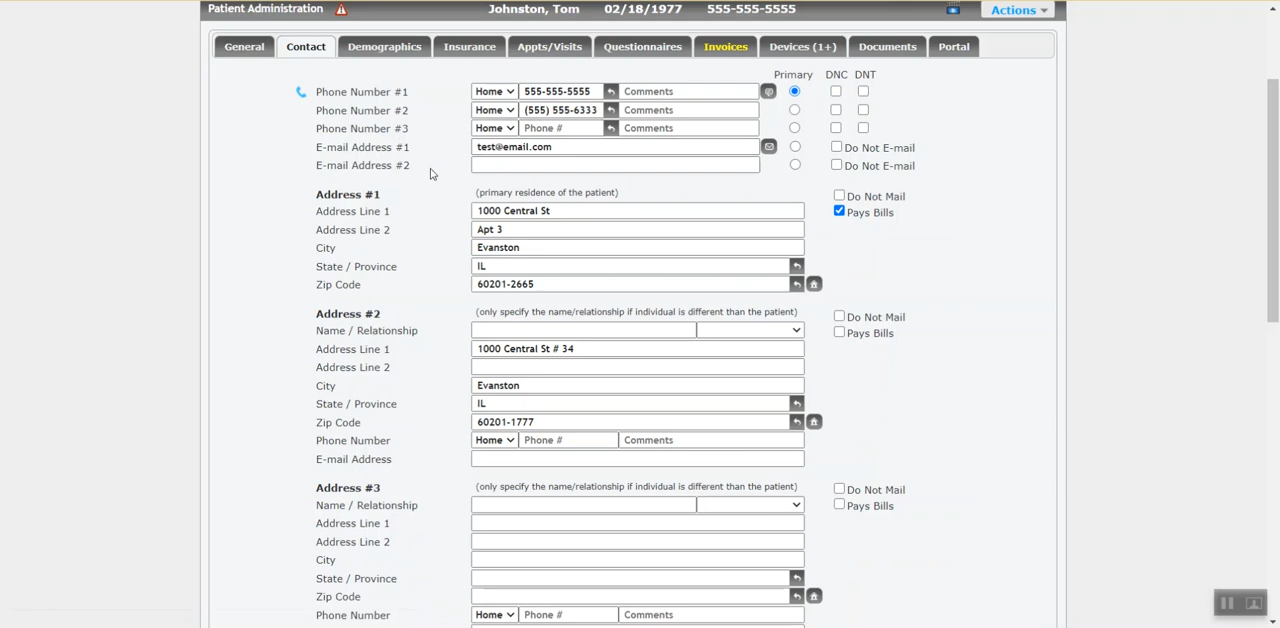 Patient Administration Johnston, Tom 02/18/1977 555-555-5555 Actions
General Contact Demographics Insurance Appts/Visits Questionnaires Invoices Devices (1+) Documents Portal
Primary DNC DNT
Phone Number #1 Home 555-555-5555 Comments
Phone Number #2 Home (555) 555-6333 Comments
Phone Number #3 Home Phone # Comments
E-mail Address #1 test@email.com Do Not E-mail
E-mail Address #2 Do Not E-mail
Address #1 (primary residence of the patient) Do Not Mail
Address Line 1 1000 Central St Pays Bills
Address Line 2 Apt 3
City Evanston
State / Province IL
Zip Code 60201-2665
Address #2 (only specify the name/relationship if individual is different than the patient) Do Not Mail
Name / Relationship Pays Bills
Address Line 1 1000 Central St # 34
Address Line 2
City Evanston
State / Province IL
Zip Code 60201-1777
Phone Number Home Phone # Comments
E-mail Address
Address #3 (only specify the name/relationship if individual is different than the patient) Do Not Mail
Name / Relationship Pays Bills
Address Line 1
Address Line 2
City
State / Province
Zip Code
Phone Number Home Phone # Comments